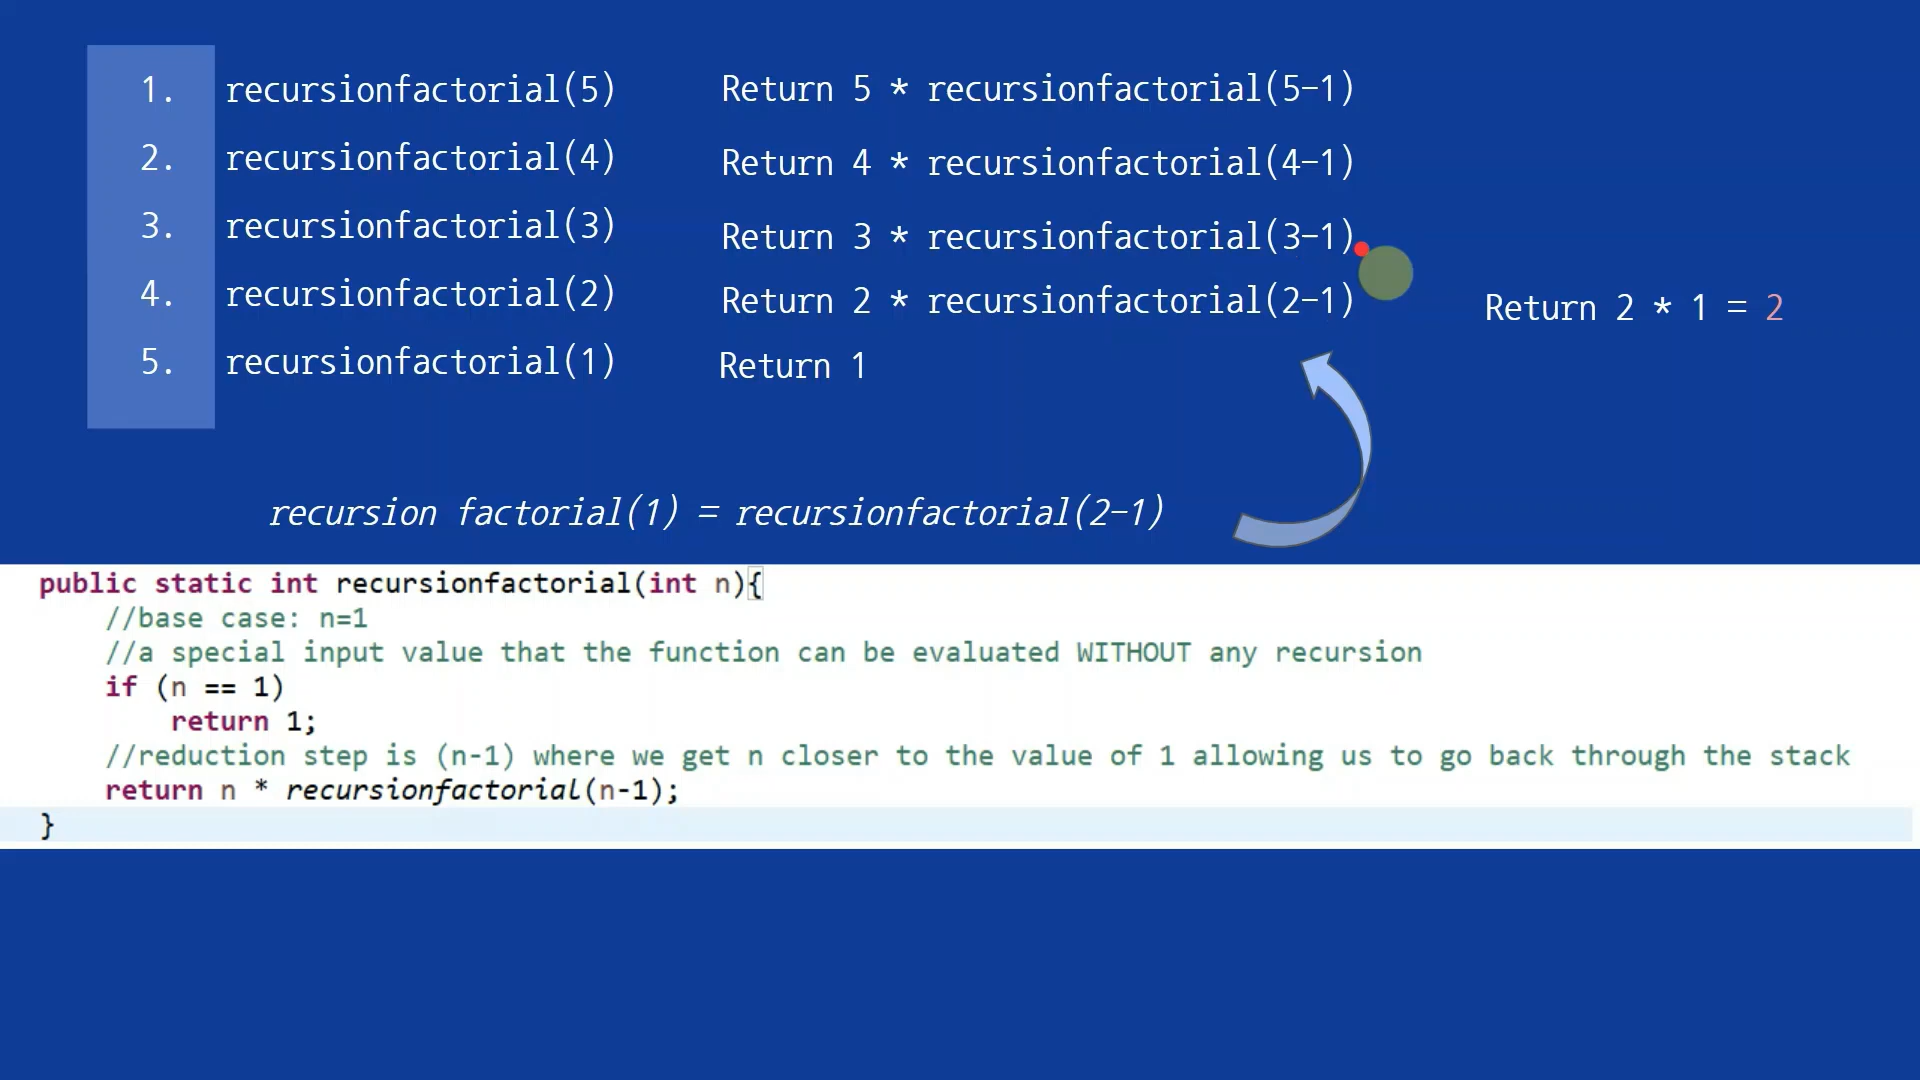 1. recursionfactorial(5) Return 5 * recursionfactorial(5-1)
2. recursionfactorial(4) Return 4 * recursionfactorial(4-1)
3. recursionfactorial(3) Return 3 * recursionfactorial(3-1)
4. recursionfactorial(2) Return 2 * recursionfactorial(2-1) Return 2 * 1 = 2
5. recursionfactorial(1) Return 1
recursion factorial(1) = recursionfactorial(2-1)
public static int recursionfactorial(int n){
//base case: n=1
//a special input value that the function can be evaluated WITHOUT any recursion
if (n == 1)
return 1;
//reduction step is (n-1) where we get n closer to the value of 1 allowing us to go back through the stack
return n * recursionfactorial(n-1);
}